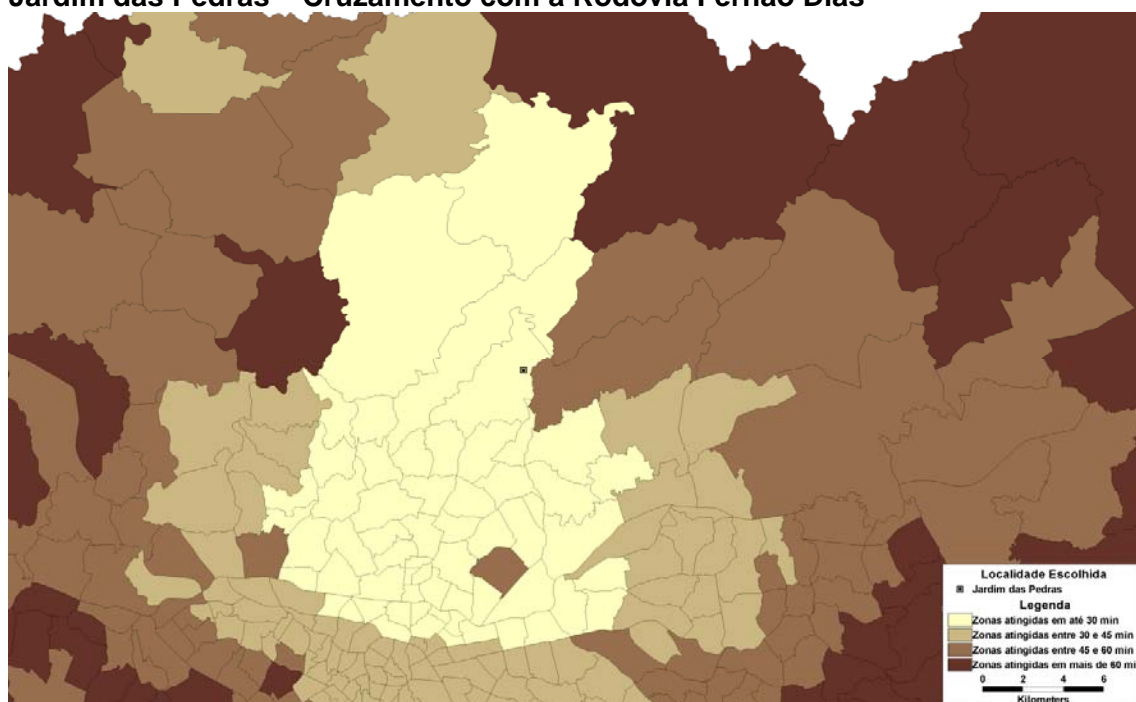 Jardim das Pedras – Cruzamento com a Rodovia Fernão Dias
Localidade Escolhida
Jardim das Pedras
Legenda
Zonas atingidas em até 30 min
Zonas atingidas entre 30 e 45 min
Zonas atingidas entre 45 e 60 min
Zonas atingidas em mais de 60 mi
0 2 4 6
Kilometers